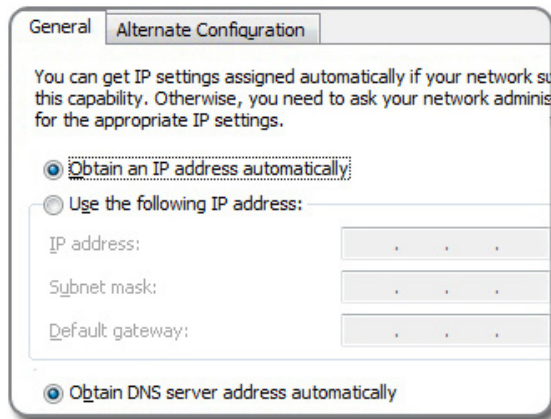 General Alternate Configuration
You can get IP settings assigned automatically if your network su
this capability. Otherwise, you need to ask your network adminis
for the appropriate IP settings.
Obtain an IP address automatically
Use the following IP address:
IP address:
Subnet mask:
Default gateway:
Obtain DNS server address automatically